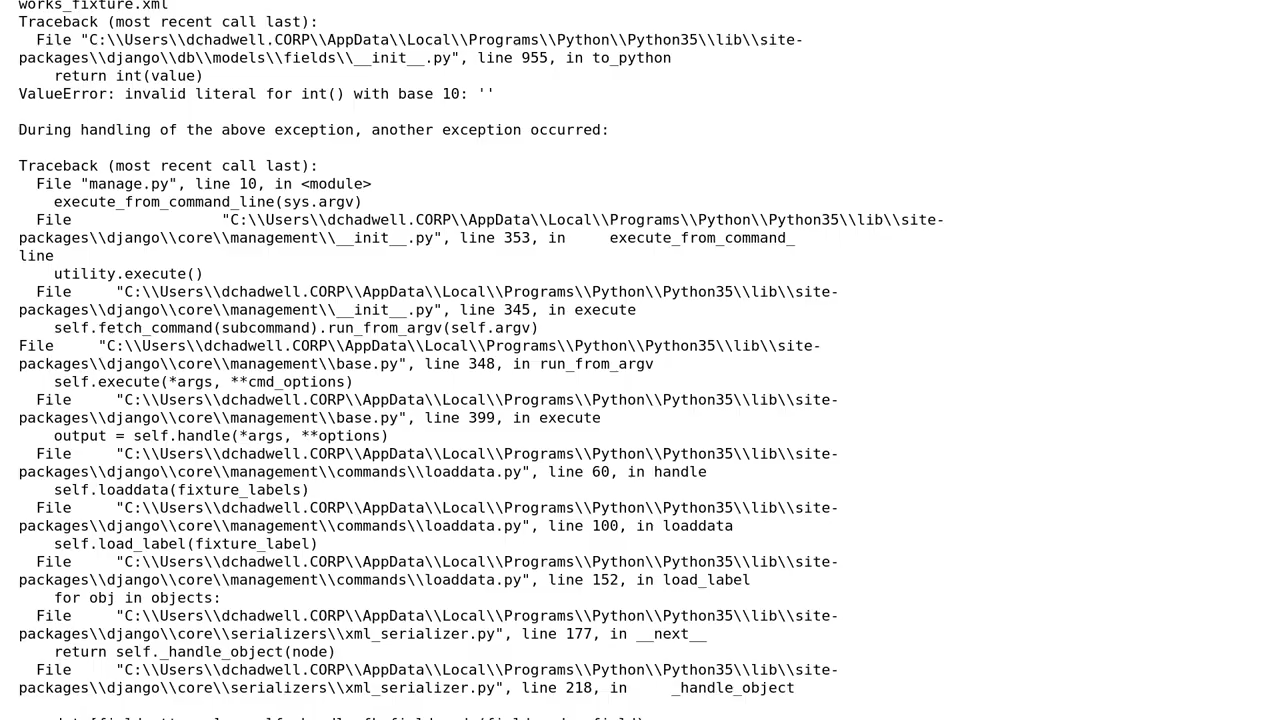 works_fixture.xml
Traceback (most recent call last):
  File "C:\\Users\\dchadwell.CORP\\AppData\\Local\\Programs\\Python\\Python35\\lib\\site-
packages\\django\\db\\models\\fields\\__init__.py", line 955, in to_python
    return int(value)
ValueError: invalid literal for int() with base 10: ''

During handling of the above exception, another exception occurred:

Traceback (most recent call last):
  File "manage.py", line 10, in <module>
    execute_from_command_line(sys.argv)
  File                 "C:\\Users\\dchadwell.CORP\\AppData\\Local\\Programs\\Python\\Python35\\lib\\site-
packages\\django\\core\\management\\__init__.py", line 353, in     execute_from_command_
line
    utility.execute()
  File     "C:\\Users\\dchadwell.CORP\\AppData\\Local\\Programs\\Python\\Python35\\lib\\site-
packages\\django\\core\\management\\__init__.py", line 345, in execute
    self.fetch_command(subcommand).run_from_argv(self.argv)
File     "C:\\Users\\dchadwell.CORP\\AppData\\Local\\Programs\\Python\\Python35\\lib\\site-
packages\\django\\core\\management\\base.py", line 348, in run_from_argv
    self.execute(*args, **cmd_options)
  File     "C:\\Users\\dchadwell.CORP\\AppData\\Local\\Programs\\Python\\Python35\\lib\\site-
packages\\django\\core\\management\\base.py", line 399, in execute
    output = self.handle(*args, **options)
  File     "C:\\Users\\dchadwell.CORP\\AppData\\Local\\Programs\\Python\\Python35\\lib\\site-
packages\\django\\core\\management\\commands\\loaddata.py", line 60, in handle
    self.loaddata(fixture_labels)
  File     "C:\\Users\\dchadwell.CORP\\AppData\\Local\\Programs\\Python\\Python35\\lib\\site-
packages\\django\\core\\management\\commands\\loaddata.py", line 100, in loaddata
    self.load_label(fixture_label)
  File     "C:\\Users\\dchadwell.CORP\\AppData\\Local\\Programs\\Python\\Python35\\lib\\site-
packages\\django\\core\\management\\commands\\loaddata.py", line 152, in load_label
    for obj in objects:
  File     "C:\\Users\\dchadwell.CORP\\AppData\\Local\\Programs\\Python\\Python35\\lib\\site-
packages\\django\\core\\serializers\\xml_serializer.py", line 177, in __next__
    return self._handle_object(node)
  File     "C:\\Users\\dchadwell.CORP\\AppData\\Local\\Programs\\Python\\Python35\\lib\\site-
packages\\django\\core\\serializers\\xml_serializer.py", line 218, in     _handle_object